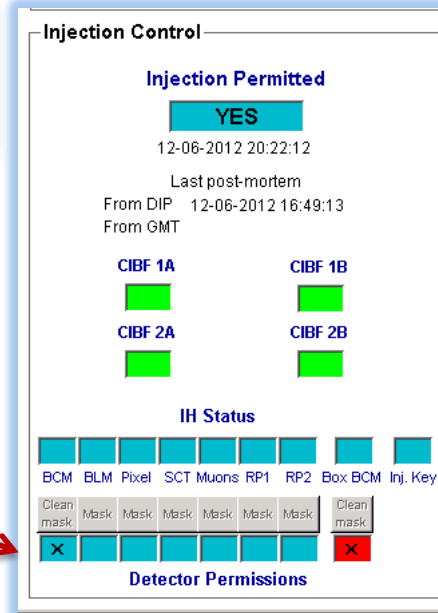 Injection Control
Injection Permitted
YES
12-06-2012 20:22:12
Last post-mortem
From DIP 12-06-2012 16:49:13
From GMT
CIBF 1A CIBF 1B
CIBF 2A CIBF 2B
IH Status
BCM BLM Pixel SCT Muons RP1 RP2 Box BCM Inj. Key
Clean mask Mask Mask Mask Mask Mask Mask Clean mask
X X
Detector Permissions